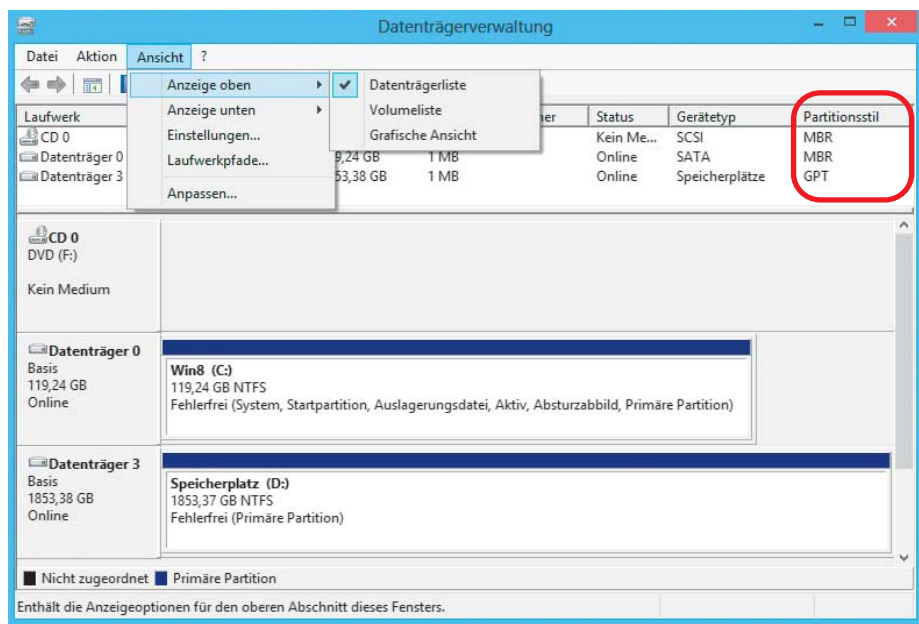 Datenträgerverwaltung
Datei Aktion Ansicht ?
Anzeige oben
Anzeige unten
Einstellungen...
Laufwerkpfade...
Anpassen...
Datenträgerliste
Volumeliste
Grafische Ansicht
Laufwerk Status Gerätetyp Partitionsstil
CD 0 Kein Me... SCSI MBR
Datenträger 0 9,24 GB 1 MB Online SATA MBR
Datenträger 3 53,38 GB 1 MB Online Speicherplätze GPT
CD 0
DVD (F:)
Kein Medium
Datenträger 0
Basis
119,24 GB
Online
Win8 (C:)
119,24 GB NTFS
Fehlerfrei (System, Startpartition, Auslagerungsdatei, Aktiv, Absturzabbild, Primäre Partition)
Datenträger 3
Basis
1853,38 GB
Online
Speicherplatz (D:)
1853,37 GB NTFS
Fehlerfrei (Primäre Partition)
Nicht zugeordnet Primäre Partition
Enthält die Anzeigeoptionen für den oberen Abschnitt dieses Fensters.